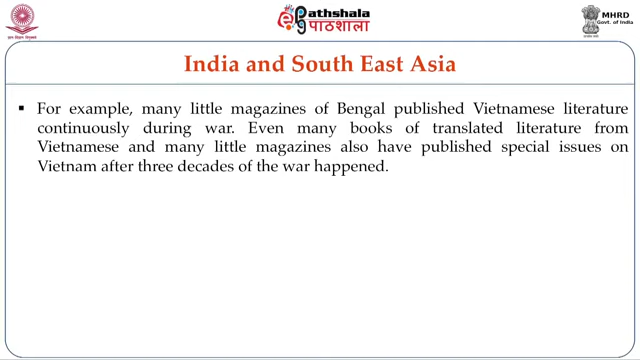 Pathshala
पाठशाला
MHRD
Govt. of India
India and South East Asia
▪ For example, many little magazines of Bengal published Vietnamese literature
continuously during war. Even many books of translated literature from
Vietnamese and many little magazines also have published special issues on
Vietnam after three decades of the war happened.